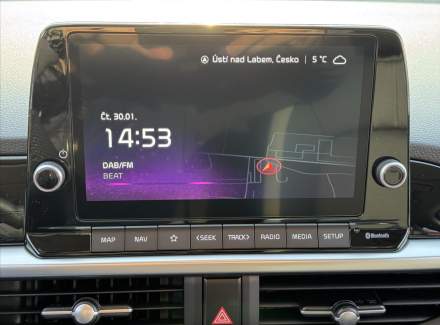 Ústí nad Labem, Česko | 5 °C
Čt. 30.01.
14:53
DAB/FM
BEAT
MAP NAV ☆ <SEEK TRACK> RADIO MEDIA SETUP Bluetooth